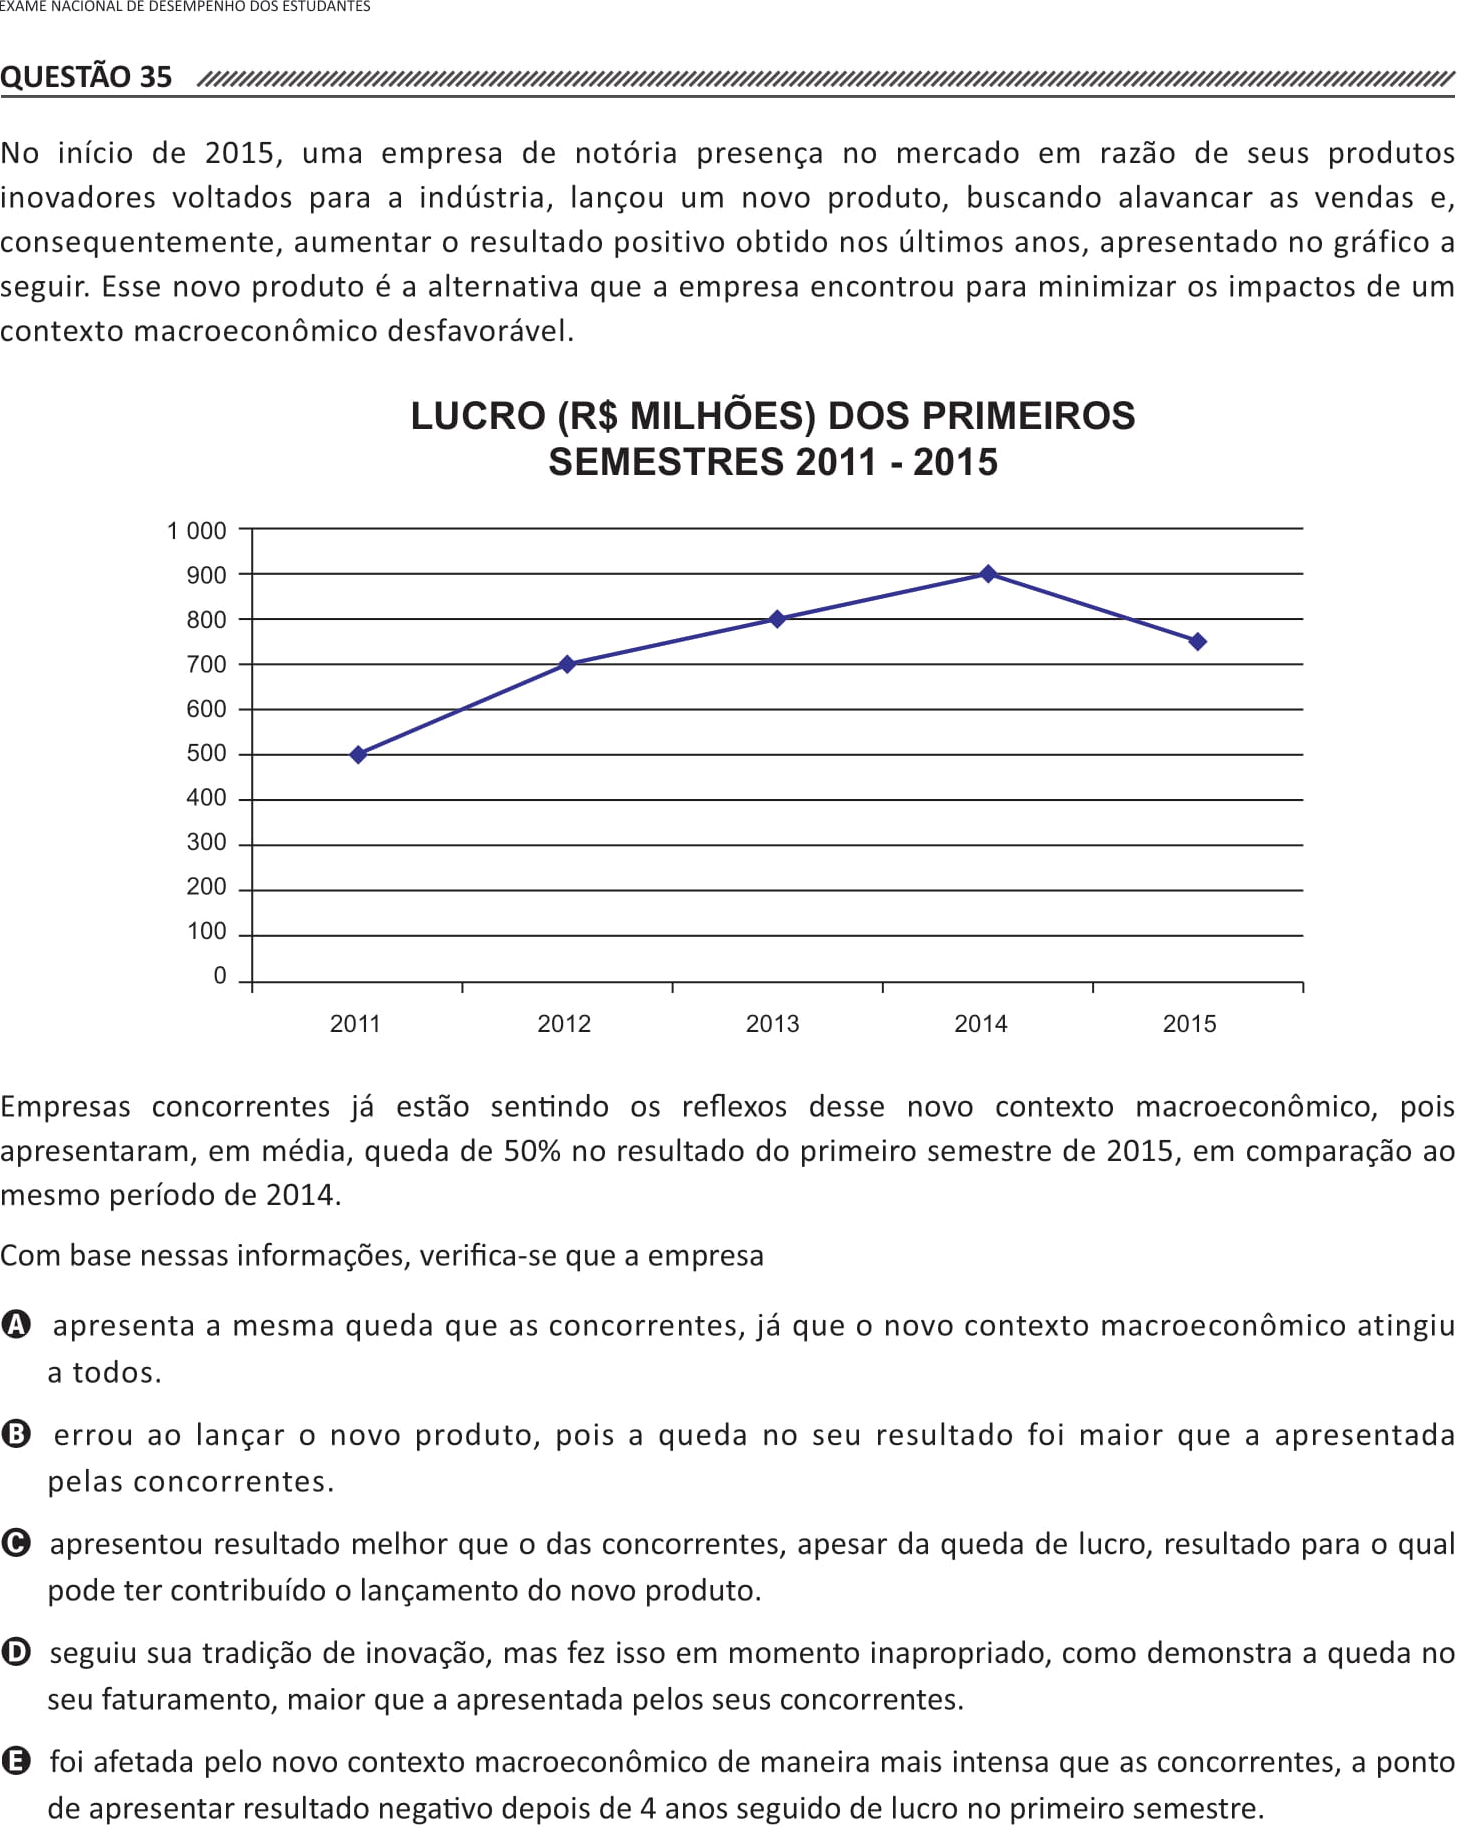 EXAME NACIONAL DE DESEMPENHO DOS ESTUDANTES
QUESTÃO 35
No início de 2015, uma empresa de notória presença no mercado em razão de seus produtos
inovadores voltados para a indústria, lançou um novo produto, buscando alavancar as vendas e,
consequentemente, aumentar o resultado positivo obtido nos últimos anos, apresentado no gráfico a
seguir. Esse novo produto é a alternativa que a empresa encontrou para minimizar os impactos de um
contexto macroeconômico desfavorável.
LUCRO (R$ MILHÕES) DOS PRIMEIROS
SEMESTRES 2011 - 2015
1 000
900
800
700
600
500
400
300
200
100
0
2011 2012 2013 2014 2015
Empresas concorrentes já estão sentindo os reflexos desse novo contexto macroeconômico, pois
apresentaram, em média, queda de 50% no resultado do primeiro semestre de 2015, em comparação ao
mesmo período de 2014.
Com base nessas informações, verifica-se que a empresa
A apresenta a mesma queda que as concorrentes, já que o novo contexto macroeconômico atingiu
a todos.
B errou ao lançar o novo produto, pois a queda no seu resultado foi maior que a apresentada
pelas concorrentes.
C apresentou resultado melhor que o das concorrentes, apesar da queda de lucro, resultado para o qual
pode ter contribuído o lançamento do novo produto.
D seguiu sua tradição de inovação, mas fez isso em momento inapropriado, como demonstra a queda no
seu faturamento, maior que a apresentada pelos seus concorrentes.
E foi afetada pelo novo contexto macroeconômico de maneira mais intensa que as concorrentes, a ponto
de apresentar resultado negativo depois de 4 anos seguido de lucro no primeiro semestre.